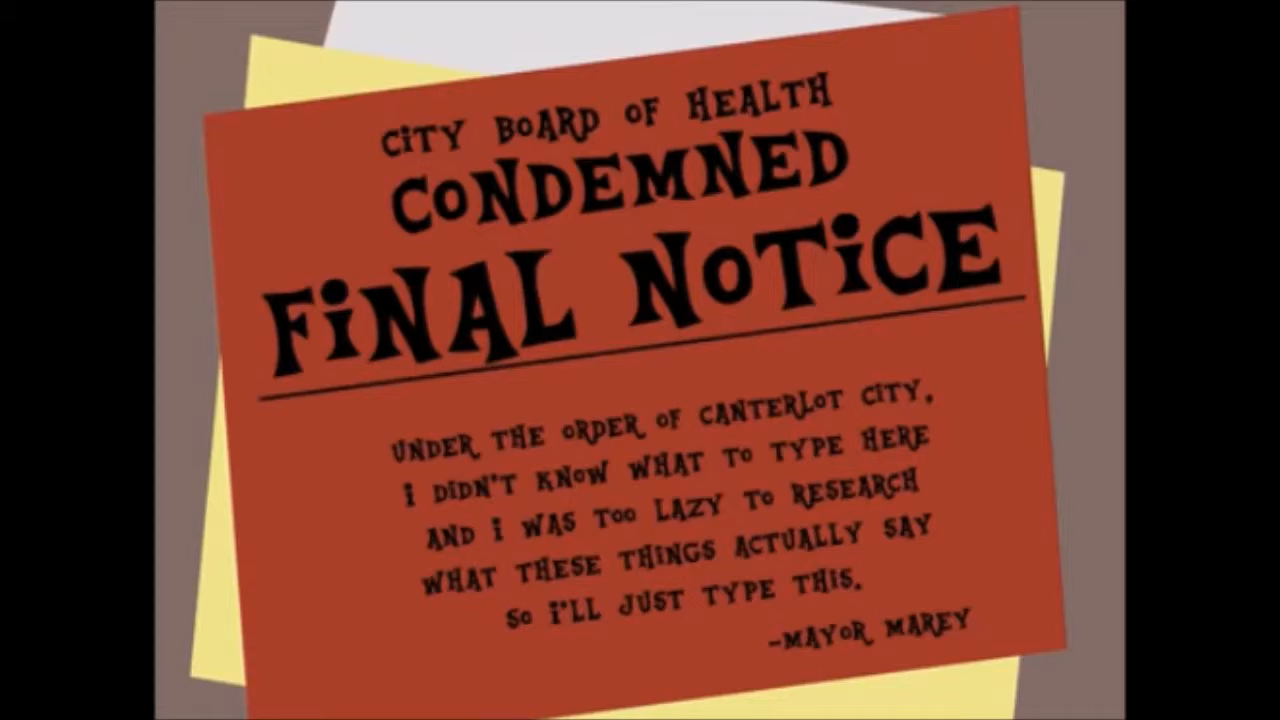 CiTY BOARD OF HEALTH
CONDEMNED
FiNAL NOTiCE
UNDER THE ORDER OF CANTERLOT CiTY,
i DiDN'T KNOW WHAT TO TYPE HERE
AND i WAS TOO LAZY TO RESEARCH
WHAT THESE THiNGS ACTUALLY SAY
SO i'LL JUST TYPE THiS.
-MAYOR MAREY